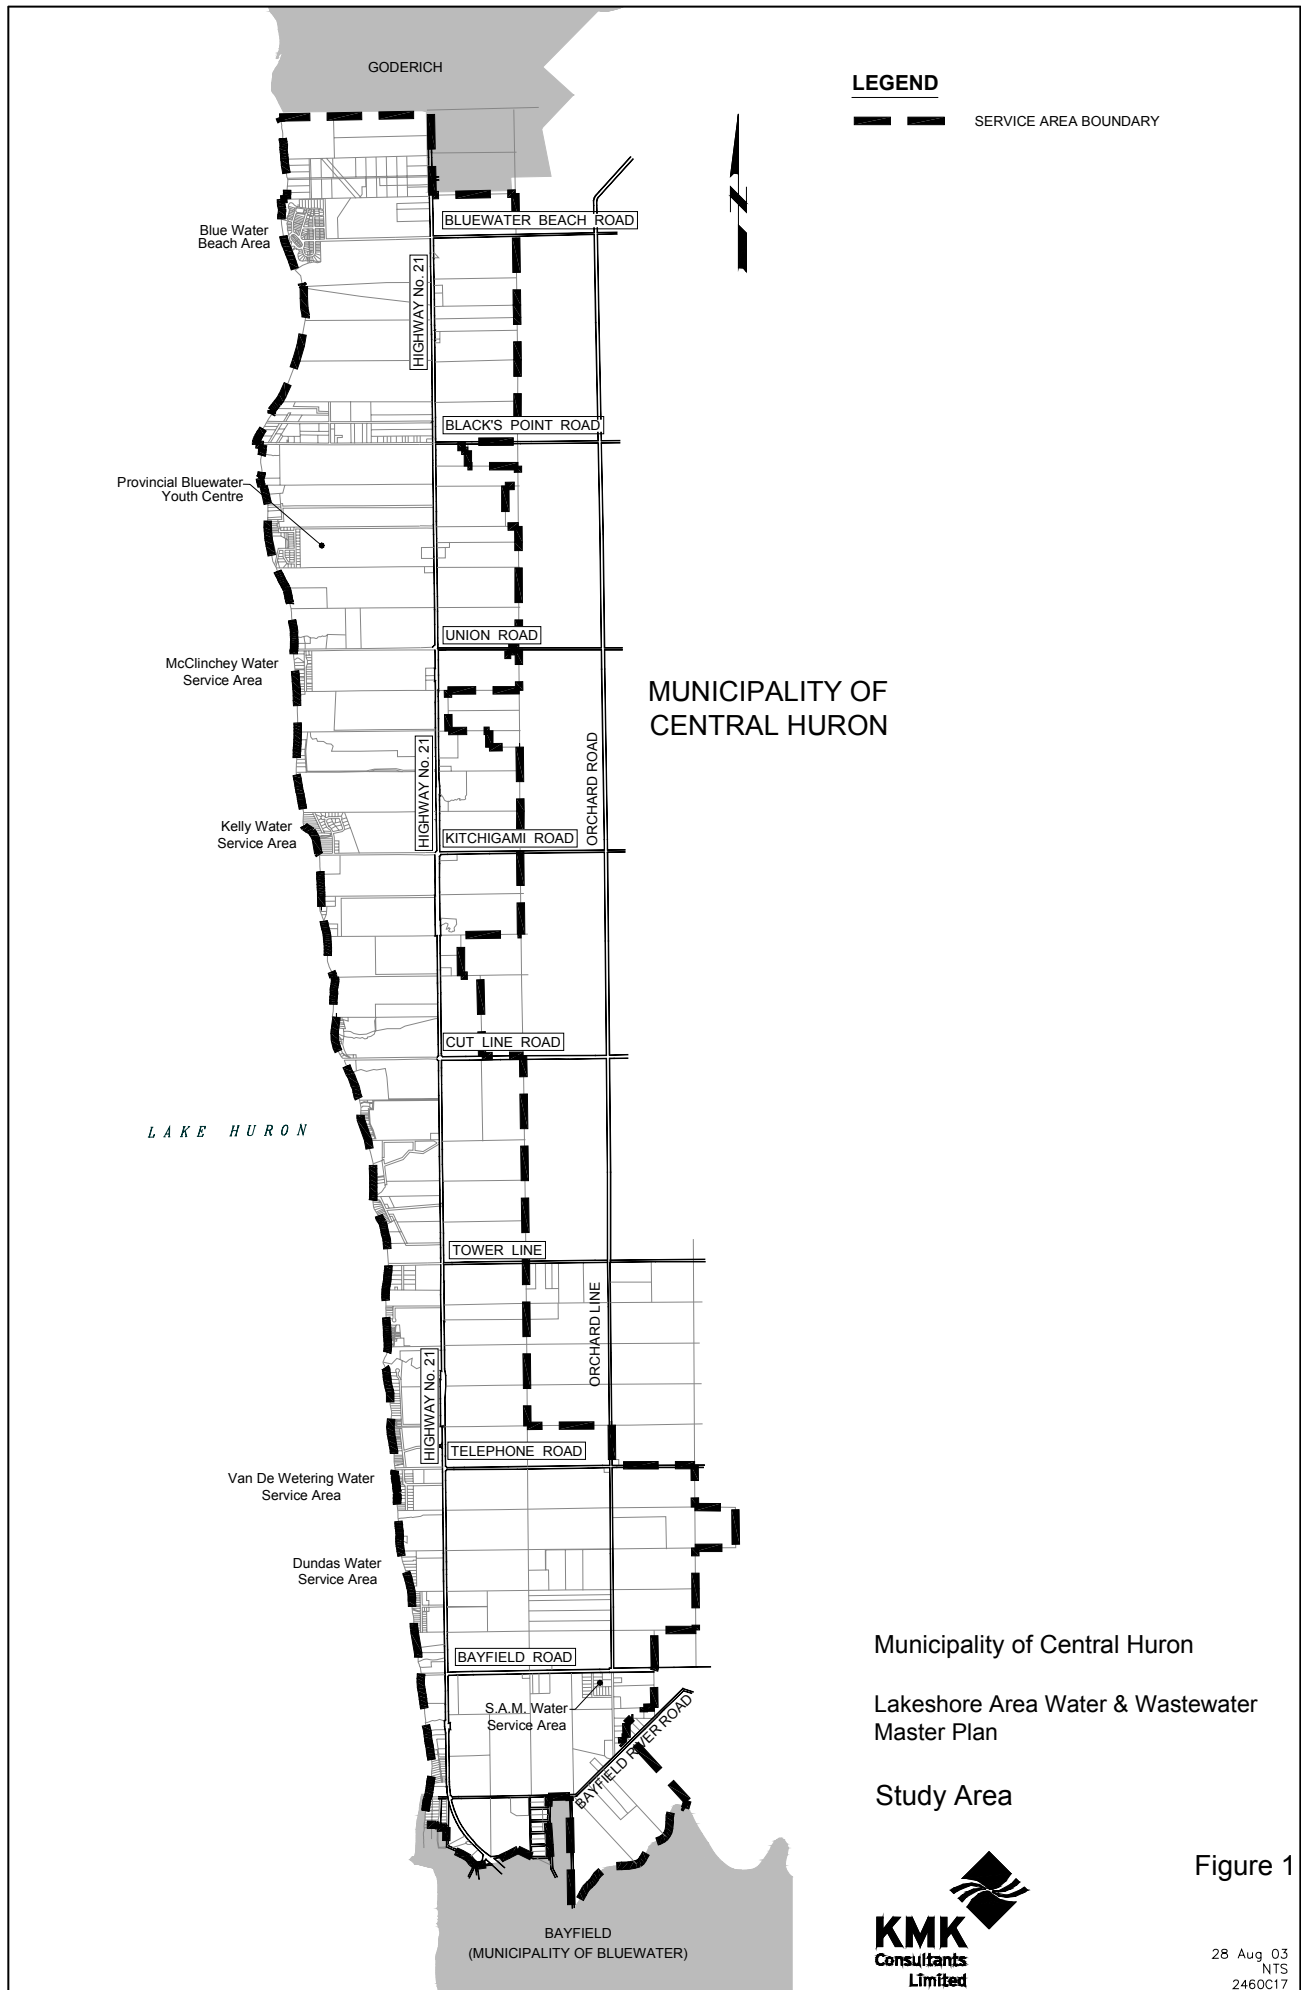 GODERICH
LEGEND
SERVICE AREA BOUNDARY
N
Blue Water
Beach Area
BLUEWATER BEACH ROAD
HIGHWAY No. 21
BLACK'S POINT ROAD
Provincial Bluewater
Youth Centre
UNION ROAD
McClinchey Water
Service Area
MUNICIPALITY OF
CENTRAL HURON
HIGHWAY No. 21
ORCHARD ROAD
Kelly Water
Service Area
KITCHIGAMI ROAD
CUT LINE ROAD
LAKE HURON
TOWER LINE
ORCHARD LINE
HIGHWAY No. 21
TELEPHONE ROAD
Van De Wetering Water
Service Area
Dundas Water
Service Area
BAYFIELD ROAD
S.A.M. Water
Service Area
BAYFIELD RIVER ROAD
Municipality of Central Huron
Lakeshore Area Water & Wastewater
Master Plan
Study Area
Figure 1
BAYFIELD
(MUNICIPALITY OF BLUEWATER)
KMK
Consultants
Limited
28 Aug 03
NTS
2460C17